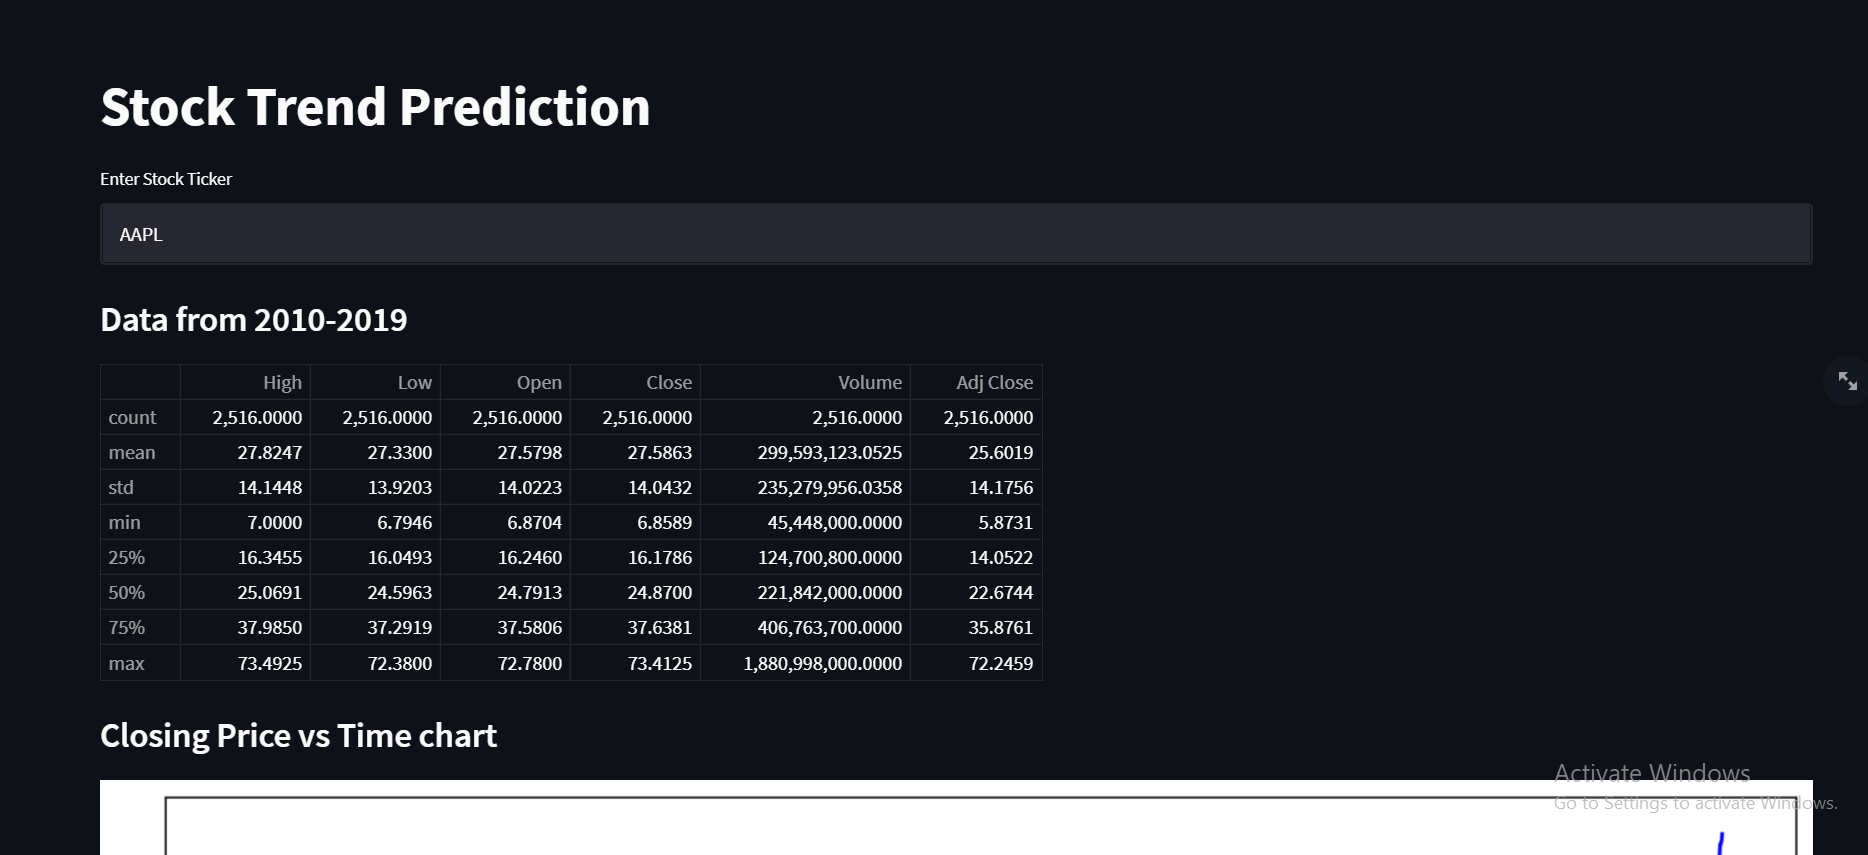 Stock Trend Prediction
Enter Stock Ticker
AAPL
Data from 2010-2019
High Low Open Close Volume Adj Close
count 2,516.0000 2,516.0000 2,516.0000 2,516.0000 2,516.0000 2,516.0000
mean 27.8247 27.3300 27.5798 27.5863 299,593,123.0525 25.6019
std 14.1448 13.9203 14.0223 14.0432 235,279,956.0358 14.1756
min 7.0000 6.7946 6.8704 6.8589 45,448,000.0000 5.8731
25% 16.3455 16.0493 16.2460 16.1786 124,700,800.0000 14.0522
50% 25.0691 24.5963 24.7913 24.8700 221,842,000.0000 22.6744
75% 37.9850 37.2919 37.5806 37.6381 406,763,700.0000 35.8761
max 73.4925 72.3800 72.7800 73.4125 1,880,998,000.0000 72.2459
Closing Price vs Time chart
Activate Windows
Go to Settings to activate Windows.